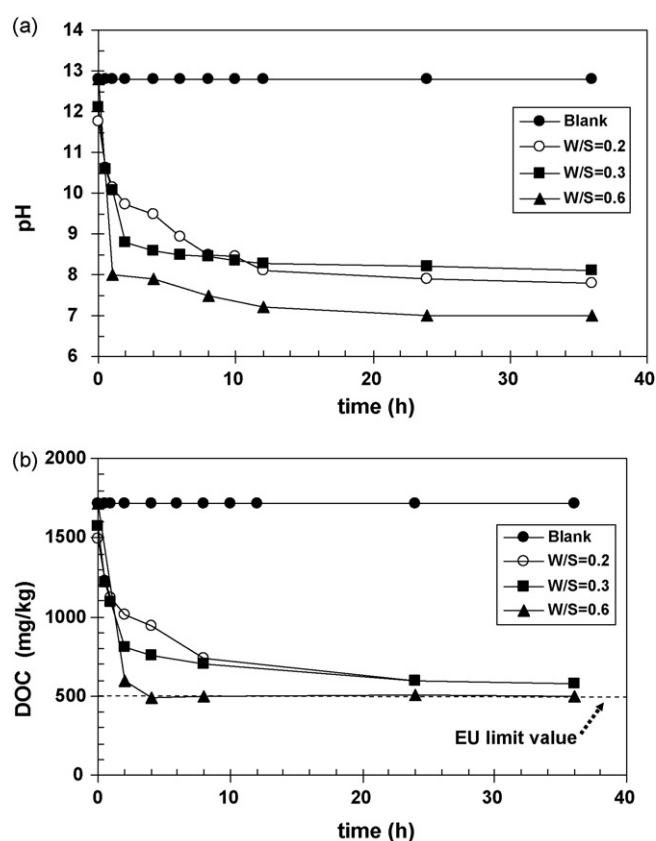 (a)
14
13
12
11
10
9
8
7
6
pH
0
10
20
30
40
time (h)
Blank
W/S=0.2
W/S=0.3
W/S=0.6
(b)
2000
1500
1000
500
0
DOC (mg/kg)
0
10
20
30
40
time (h)
Blank
W/S=0.2
W/S=0.3
W/S=0.6
EU limit value